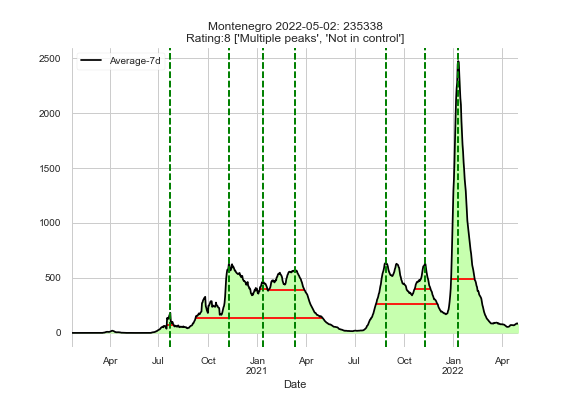 Montenegro 2022-05-02: 235338
Rating:8 ['Multiple peaks', 'Not in control']
Average-7d
2500
2000
1500
1000
500
0
Apr Jul Oct Jan Apr Jul Oct Jan Apr
2021 2022
Date